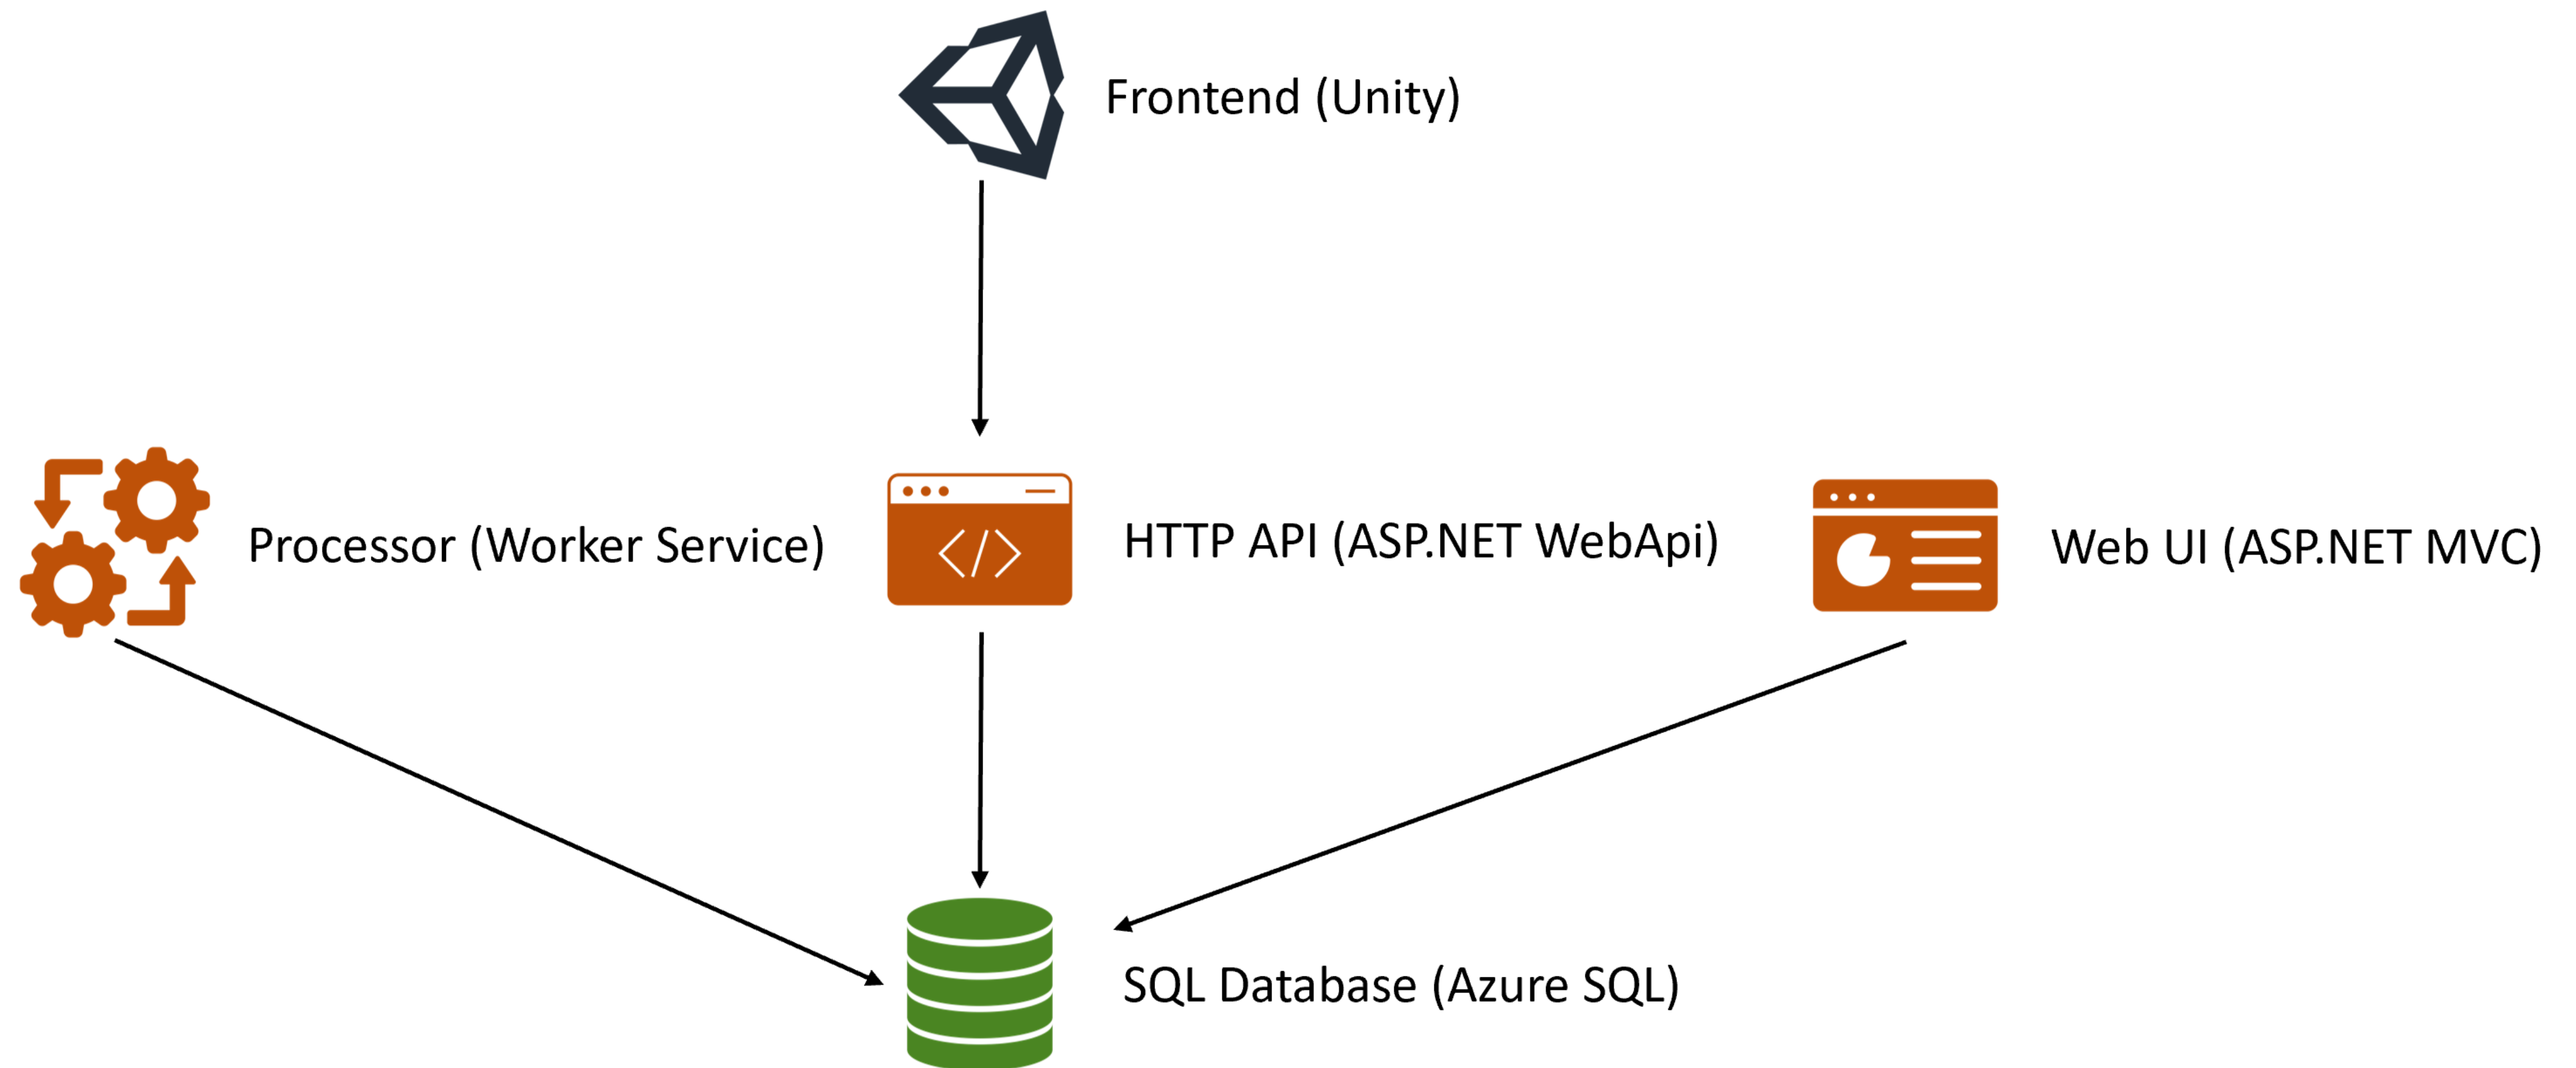 Frontend (Unity)
Processor (Worker Service)
HTTP API (ASP.NET WebApi)
Web UI (ASP.NET MVC)
SQL Database (Azure SQL)